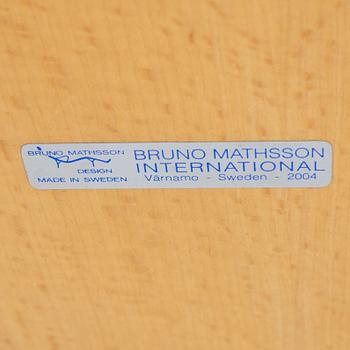 BRUNO MATHSSON
DESIGN
MADE IN SWEDEN
BRUNO MATHSSON
INTERNATIONAL
Värnamo - Sweden - 2004